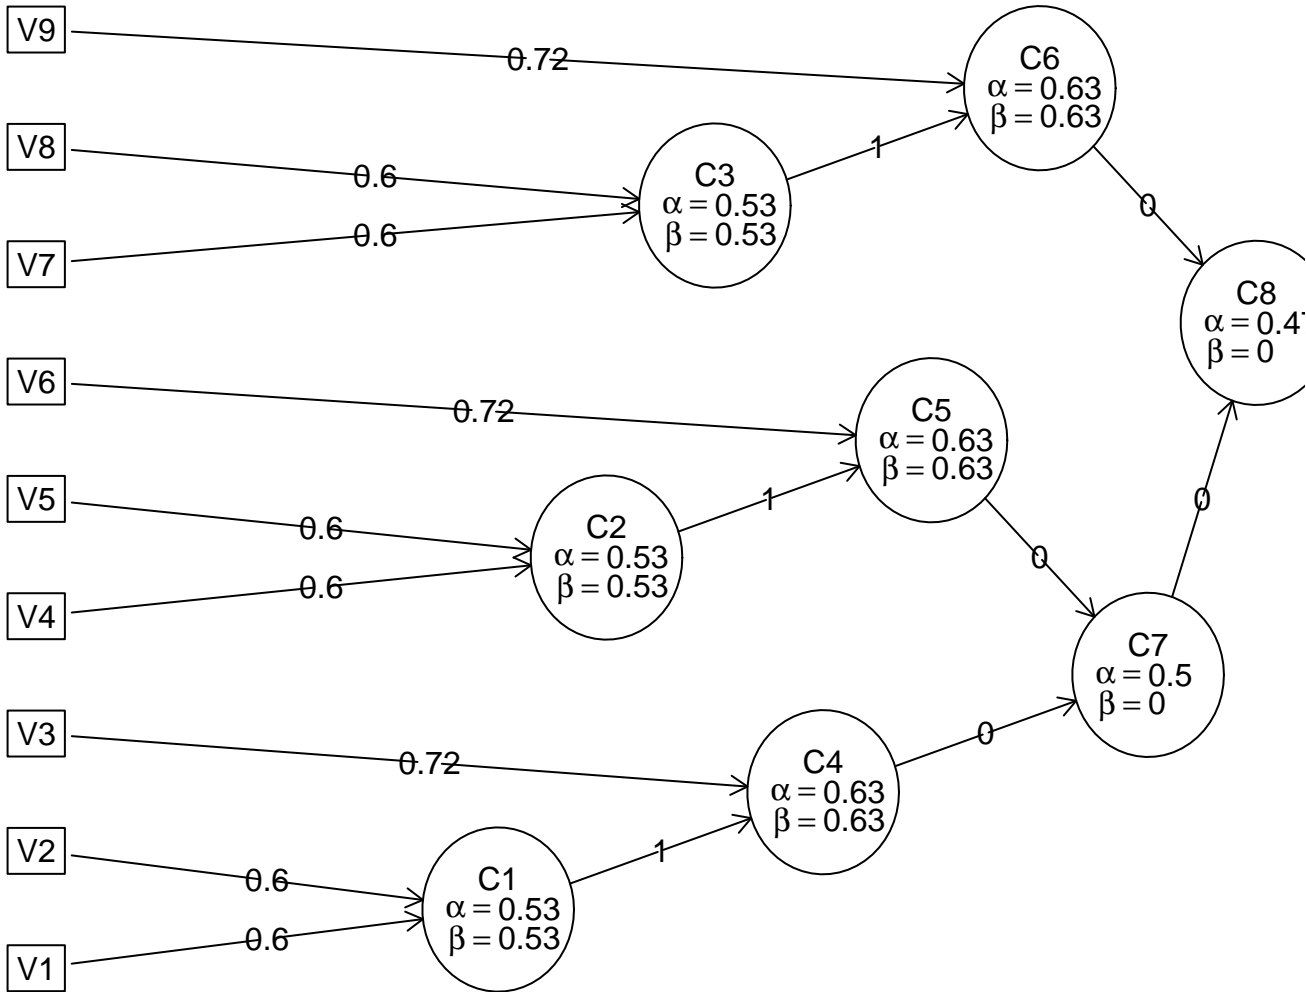 V9
0.72
C6
α = 0.63
β = 0.63
V8
0.6
1
C3
α = 0.53
β = 0.53
0
V7
0.6
C8
α = 0.4
β = 0
V6
0.72
C5
α = 0.63
β = 0.63
V5
0.6
1
0
C2
α = 0.53
β = 0.53
0
V4
0.6
C7
α = 0.5
β = 0
V3
0.72
0
C4
α = 0.63
β = 0.63
V2
0.6
1
C1
α = 0.53
β = 0.53
V1
0.6